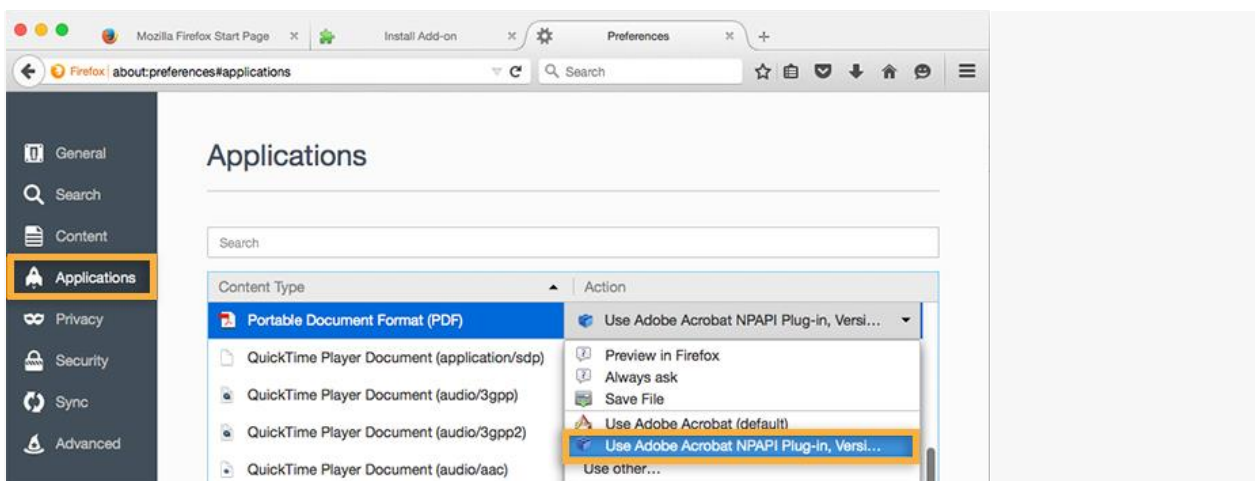 Mozilla Firefox Start Page
Install Add-on
Preferences
Firefox about:preferences#applications
Search
General
Search
Content
Applications
Privacy
Security
Sync
Advanced
Applications
Search
Content Type
Action
Portable Document Format (PDF)
Use Adobe Acrobat NPAPI Plug-in, Versi...
QuickTime Player Document (application/sdp)
QuickTime Player Document (audio/3gpp)
QuickTime Player Document (audio/3gpp2)
QuickTime Player Document (audio/aac)
Preview in Firefox
Always ask
Save File
Use Adobe Acrobat (default)
Use Adobe Acrobat NPAPI Plug-in, Versi...
Use other...